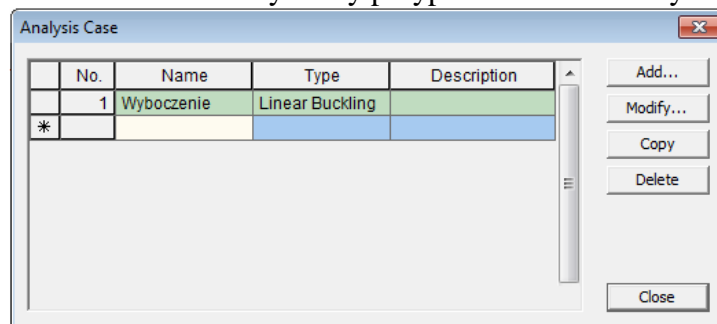 Analysis Case
No. Name Type Description
1 Wyboczenie Linear Buckling
*
Add...
Modify...
Copy
Delete
Close